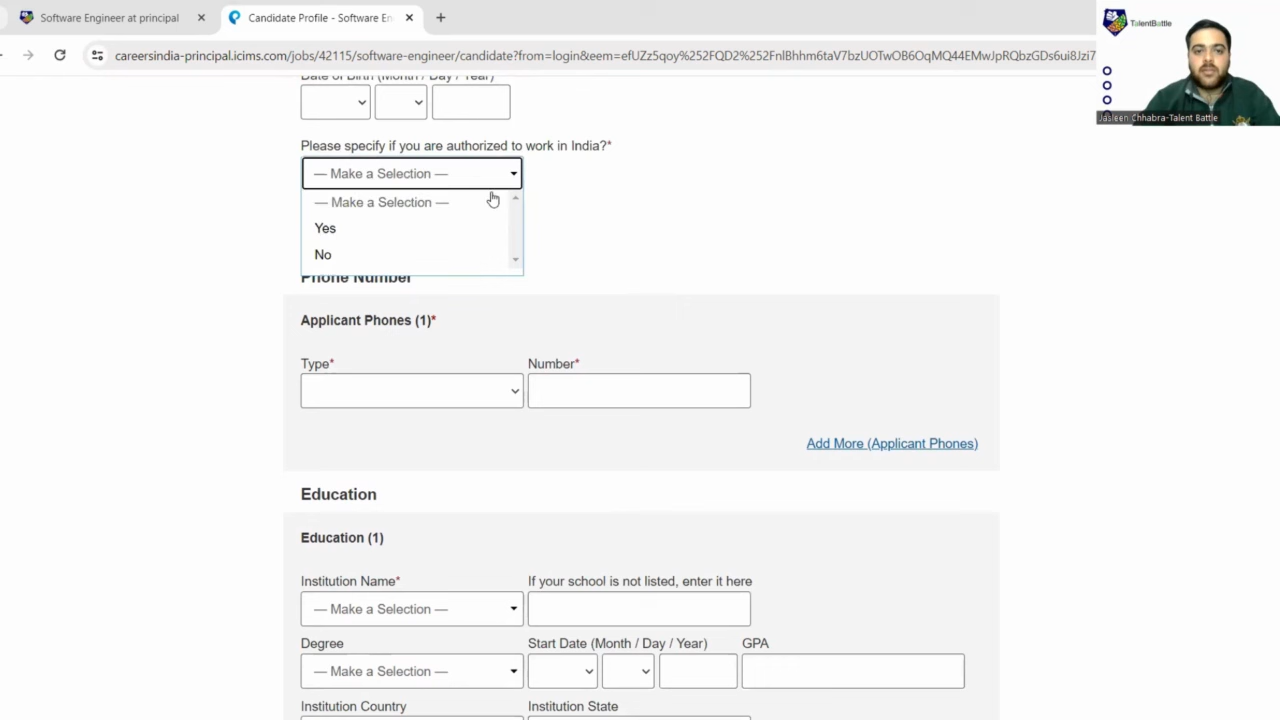 Software Engineer at principal
Candidate Profile - Software En
TalentBattle
careersindia-principal.icims.com/jobs/42115/software-engineer/candidate?from=login&eem=efUZz5qoy%252FQD2%252FnlBhhm6taV7bzUOTwOB6OqMQ44EMwJpRQbzGDs6ui8Jzi7
Jasleen Chhabra-Talent Battle
Date of Birth (Month / Day / Year)
Please specify if you are authorized to work in India?*
— Make a Selection —
— Make a Selection —
Yes
No
Phone Number
Applicant Phones (1)*
Type* Number*
Add More (Applicant Phones)
Education
Education (1)
Institution Name* If your school is not listed, enter it here
— Make a Selection —
Degree Start Date (Month / Day / Year) GPA
— Make a Selection —
Institution Country Institution State